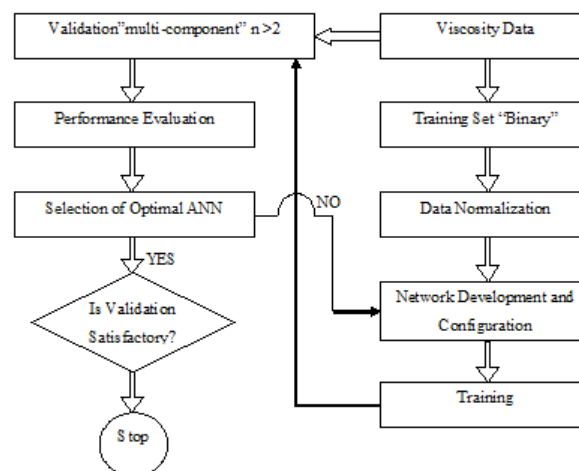 Validation"multi-component" n >2
Viscosity Data
Performance Evaluation
Training Set “Binary”
Selection of Optimal ANN
NO
Data Normalization
YES
Is Validation
Satisfactory?
Network Development and
Configuration
Training
Stop